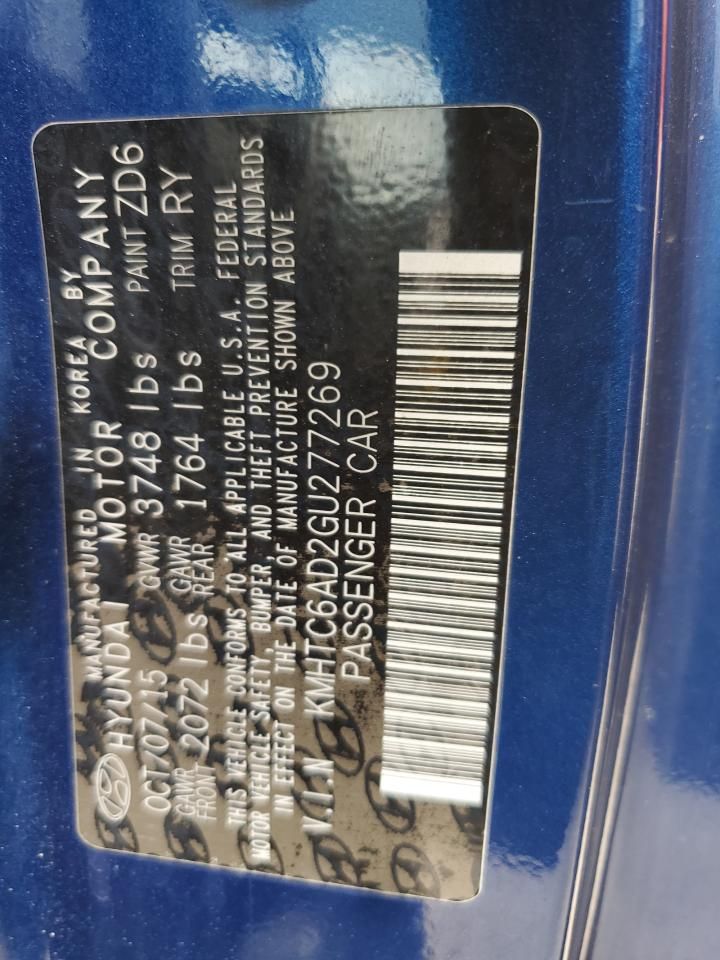 MANUFACTURED IN KOREA BY
HYUNDAI MOTOR COMPANY
OCT/07/15 GVWR 3748 lbs PAINT ZD6
GAWR FRONT 2072 lbs GAWR REAR 1764 lbs TRIM RY
THIS VEHICLE CONFORMS TO ALL APPLICABLE U.S.A. FEDERAL
MOTOR VEHICLE SAFETY, BUMPER AND THEFT PREVENTION STANDARDS
IN EFFECT ON THE DATE OF MANUFACTURE SHOWN ABOVE
V.I.N KMHTC6AD2GU277269
PASSENGER CAR